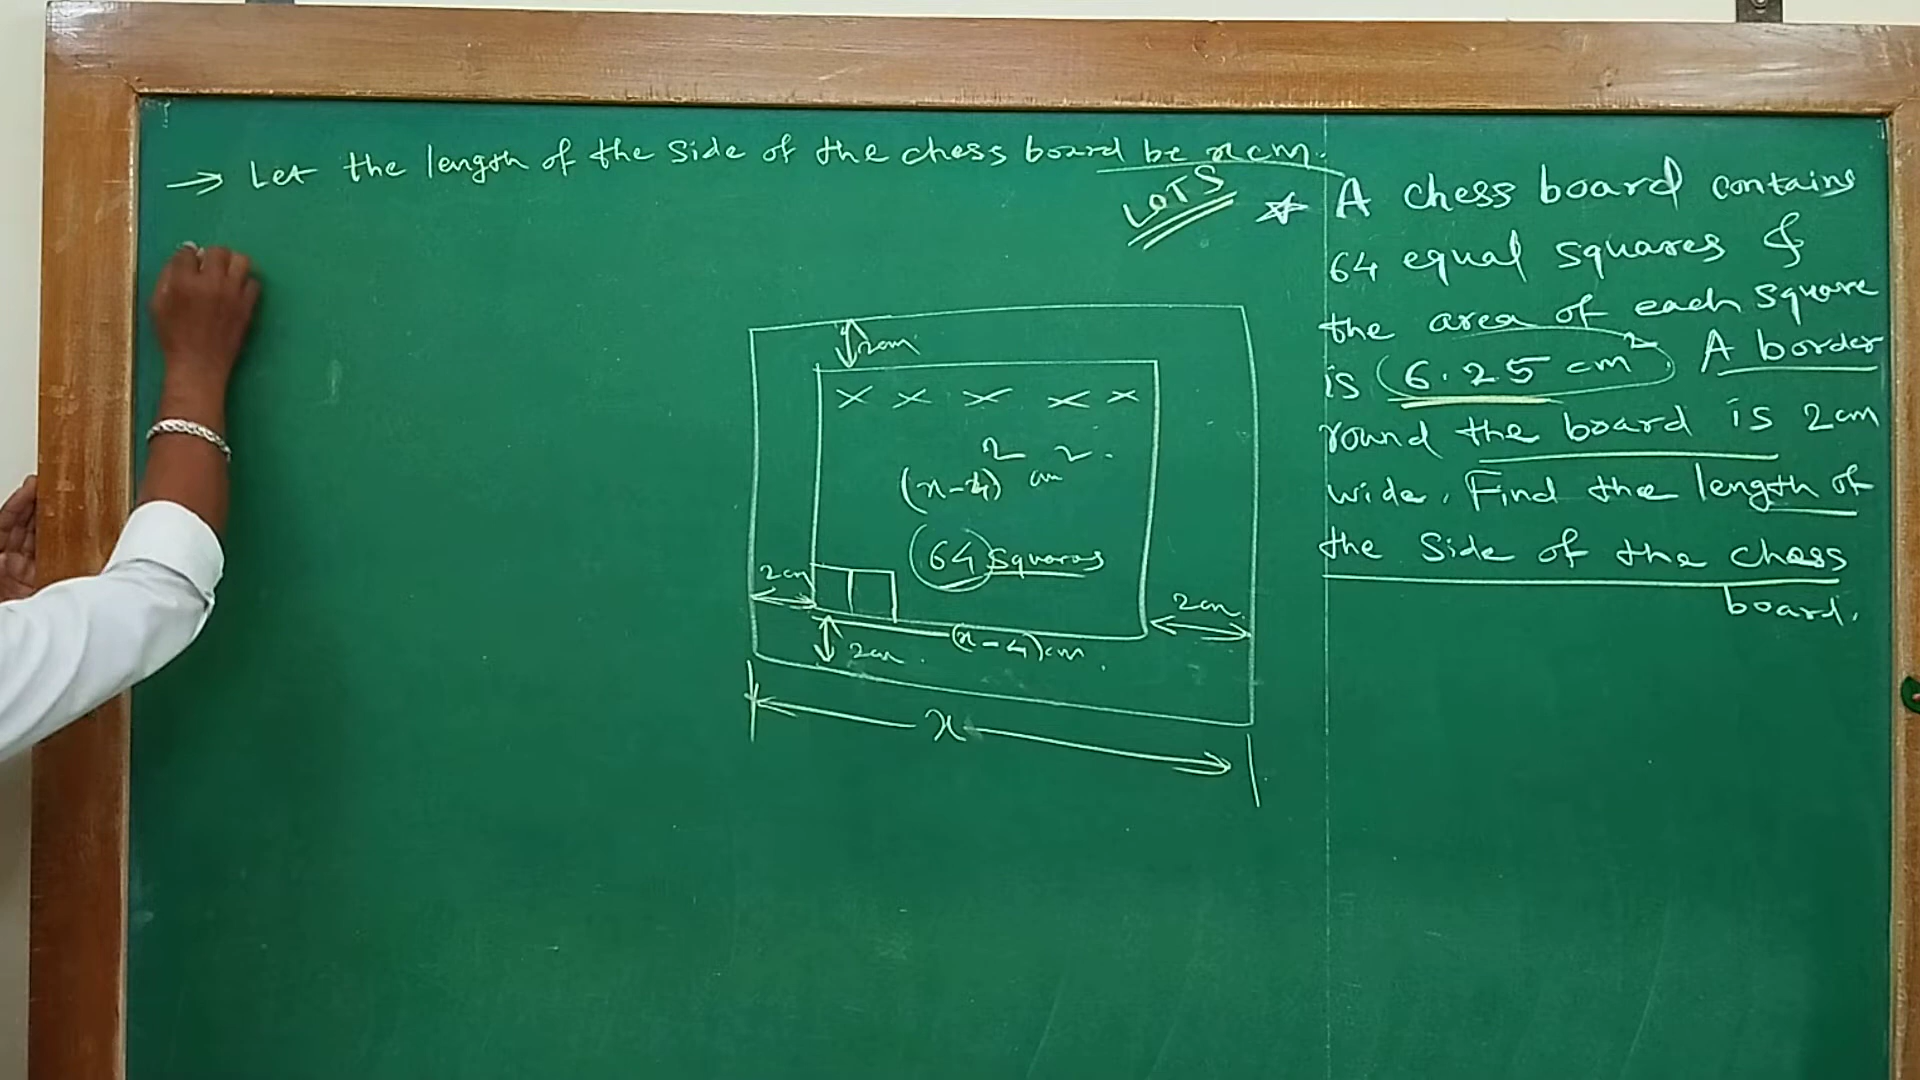 → Let the length of the side of the chess board be x cm.
LOTS
☆ A chess board contains
64 equal squares &
the area of each square
is (6.25 cm²). A border
round the board is 2cm
wide. Find the length of
the side of the chess
board.
2cm
× × × × ×
(x-4)² cm².
64 squares
2cm
2cm
2cm.
(x-4)cm.
x